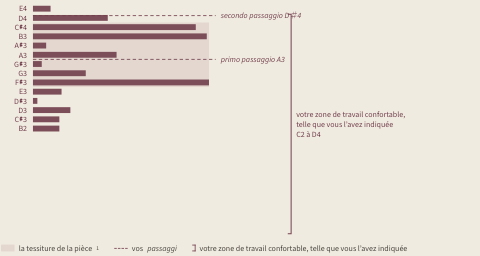 E4
D4
secondo passaggio D♯4
C♯4
B3
A♯3
A3
primo passaggio A3
G♯3
G3
F♯3
E3
D♯3
D3
C♯3
B2
votre zone de travail confortable,
telle que vous l'avez indiquée
C2 à D4
la tessiture de la pièce ¹ vos passaggi votre zone de travail confortable, telle que vous l'avez indiquée